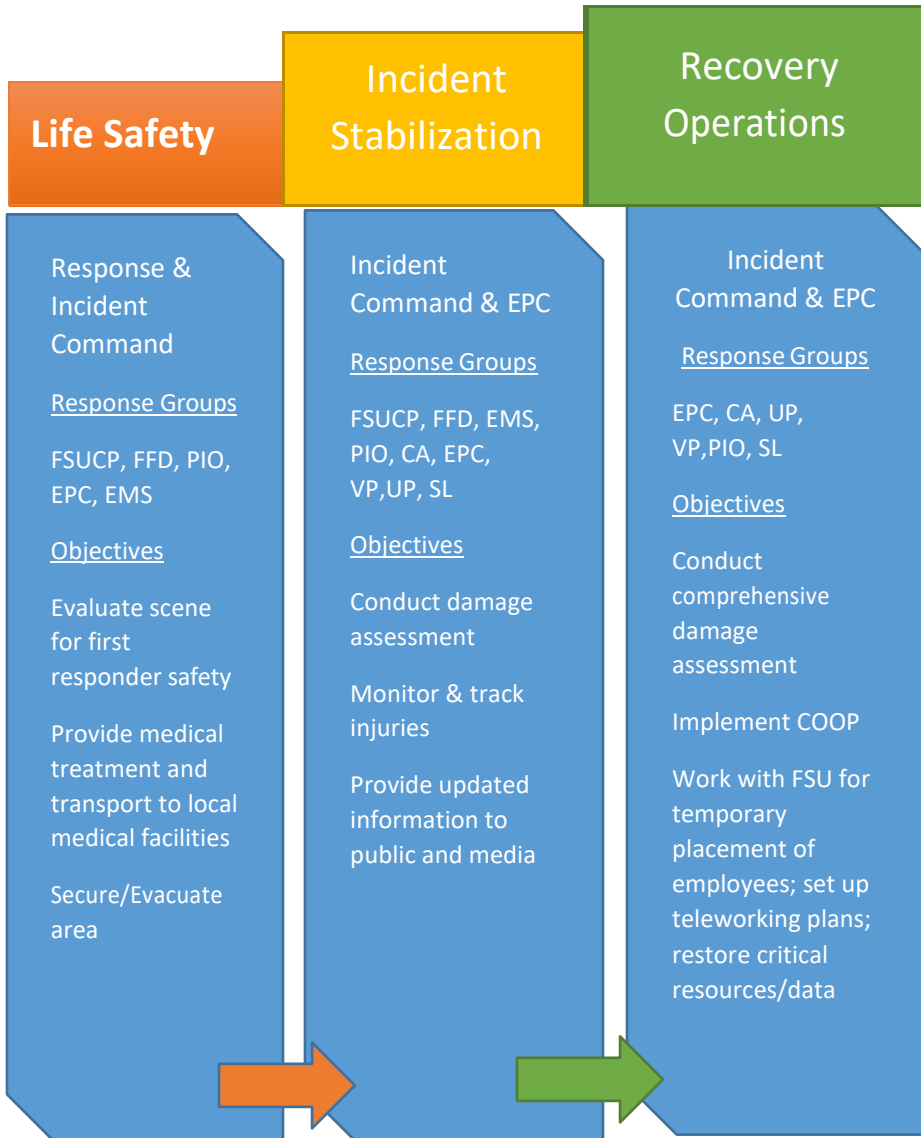 Life Safety
Incident
Stabilization
Recovery
Operations
Response &
Incident
Command
Response Groups
FSUCP, FFD, PIO,
EPC, EMS
Objectives
Evaluate scene
for first
responder safety
Provide medical
treatment and
transport to local
medical facilities
Secure/Evacuate
area
Incident
Command & EPC
Response Groups
FSUCP, FFD, EMS,
PIO, CA, EPC,
VP,UP, SL
Objectives
Conduct damage
assessment
Monitor & track
injuries
Provide updated
information to
public and media
Incident
Command & EPC
Response Groups
EPC, CA, UP,
VP,PIO, SL
Objectives
Conduct
comprehensive
damage
assessment
Implement COOP
Work with FSU for
temporary
placement of
employees; set up
teleworking plans;
restore critical
resources/data